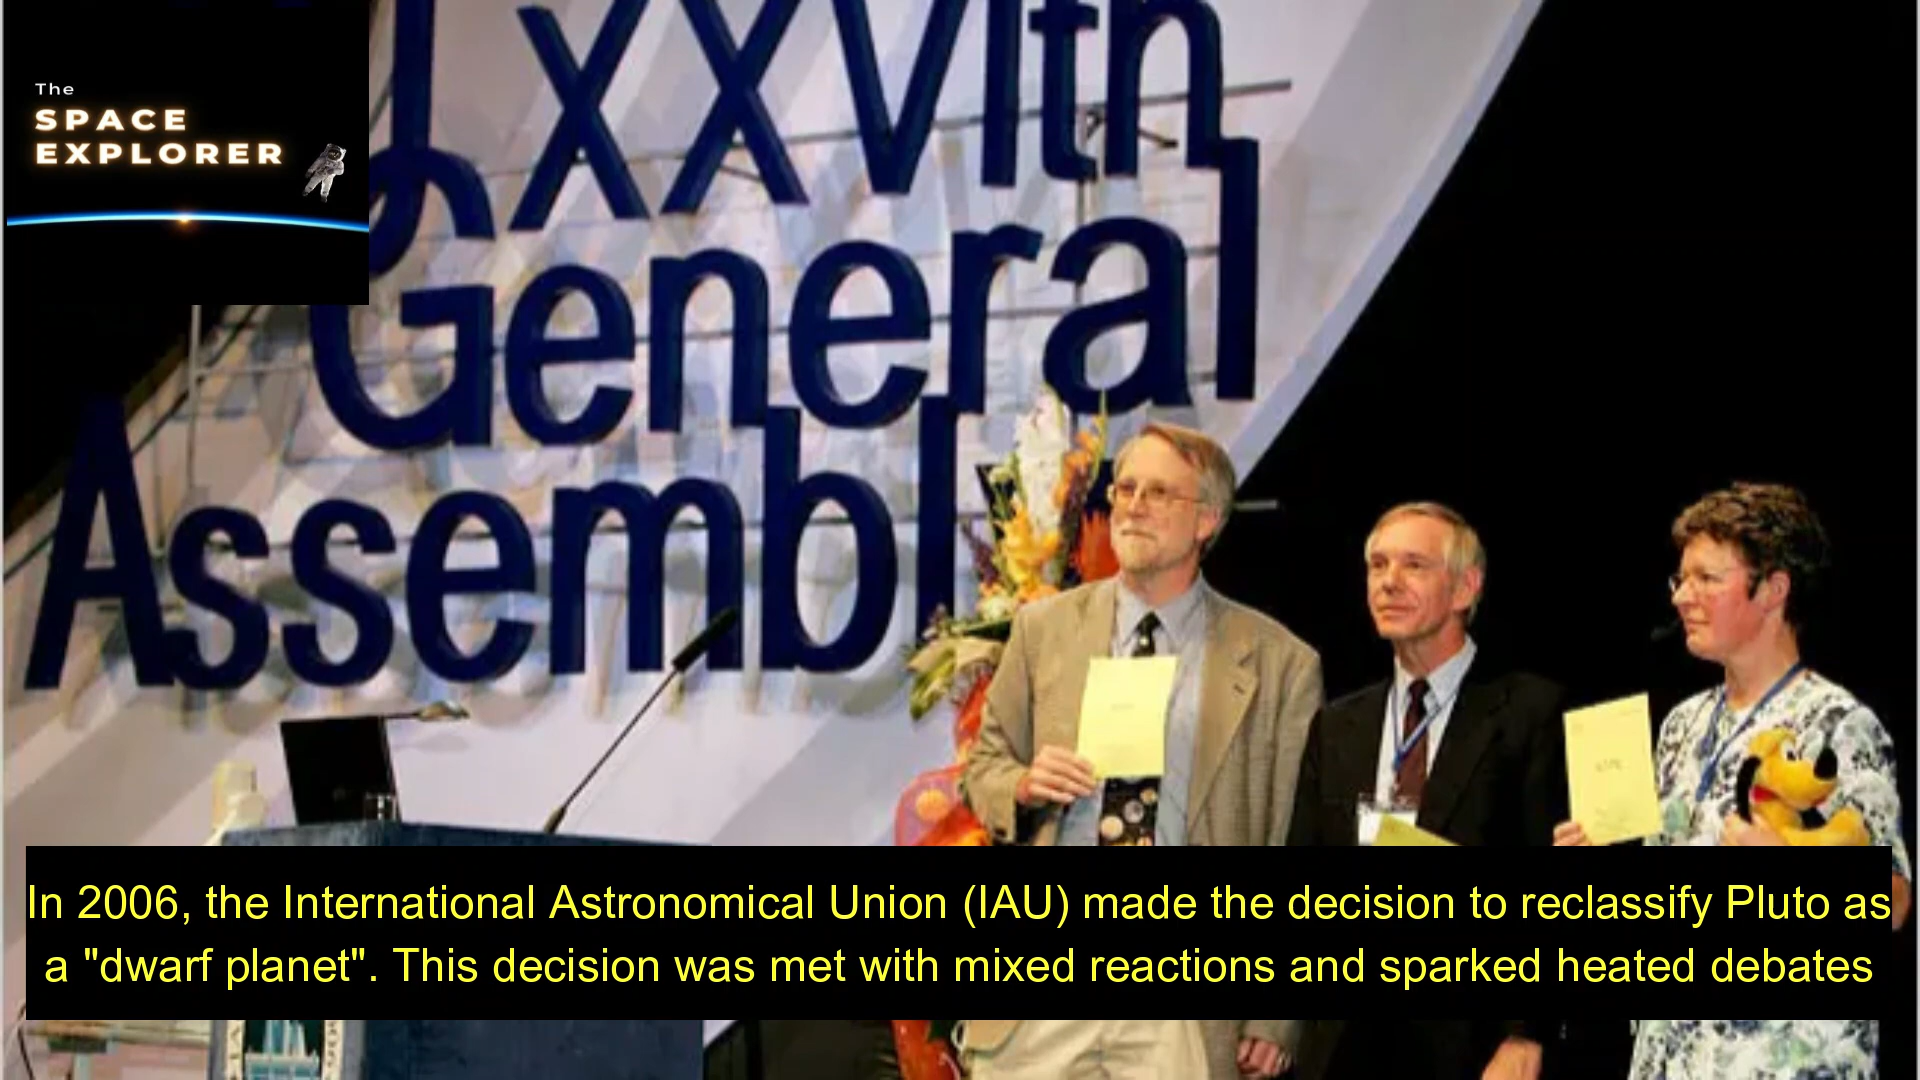 The
SPACE
EXPLORER
XXVIth
General
Assembl
In 2006, the International Astronomical Union (IAU) made the decision to reclassify Pluto as
a "dwarf planet". This decision was met with mixed reactions and sparked heated debates